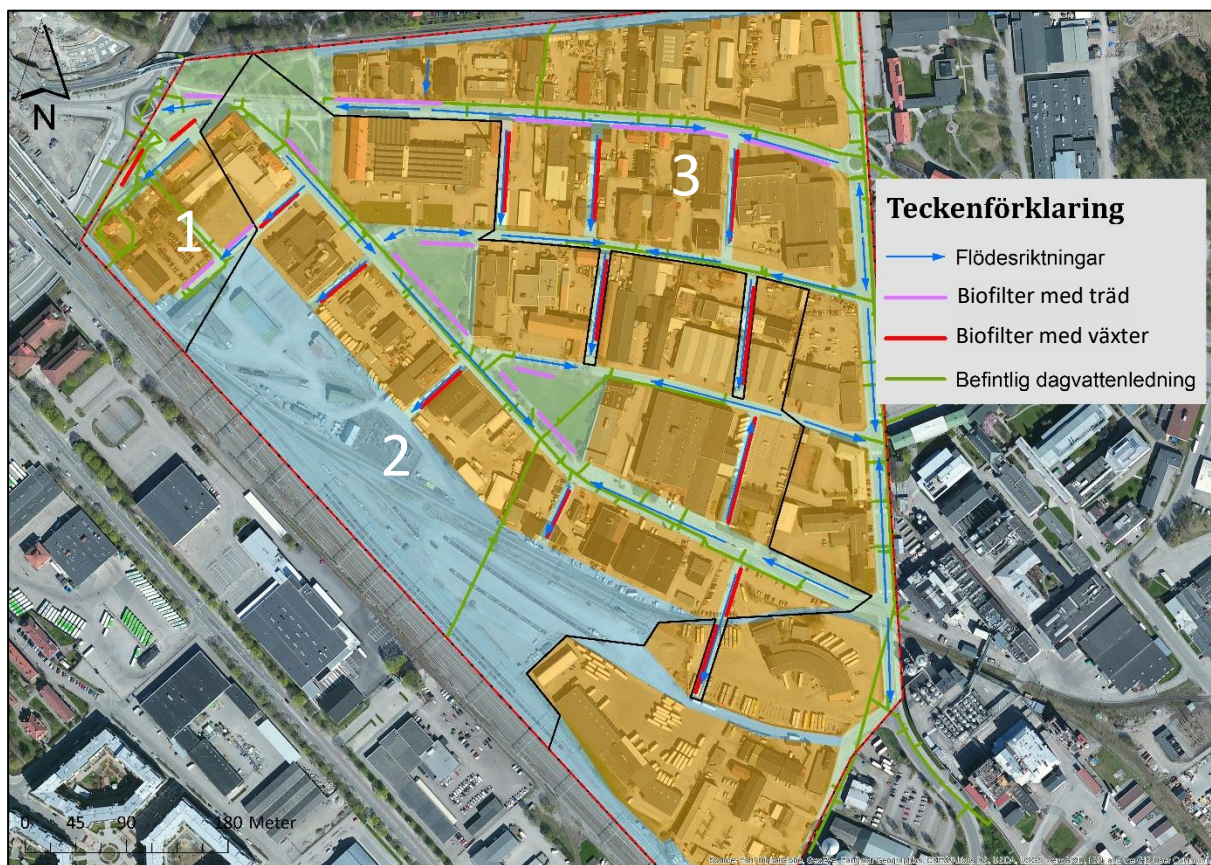 N
1
3
2
Teckenförklaring
Flödesriktningar
Biofilter med träd
Biofilter med växter
Befintlig dagvattenledning
0 45 90 180 Meter